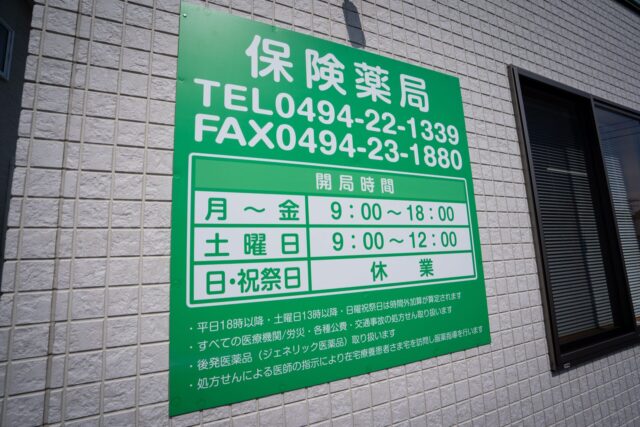 保険薬局
TEL0494-22-1339
FAX0494-23-1880
開局時間
月～金 9:00～18:00
土曜日 9:00～12:00
日・祝祭日 休業
・平日18時以降・土曜日13時以降・日曜祝祭日は時間外加算が算定されます
・すべての医療機関/労災・各種公費・交通事故の処方せん取り扱います
・後発医薬品（ジェネリック医薬品）取り扱います
・処方せんによる医師の指示により在宅療養患者さま宅を訪問し服薬指導を行います